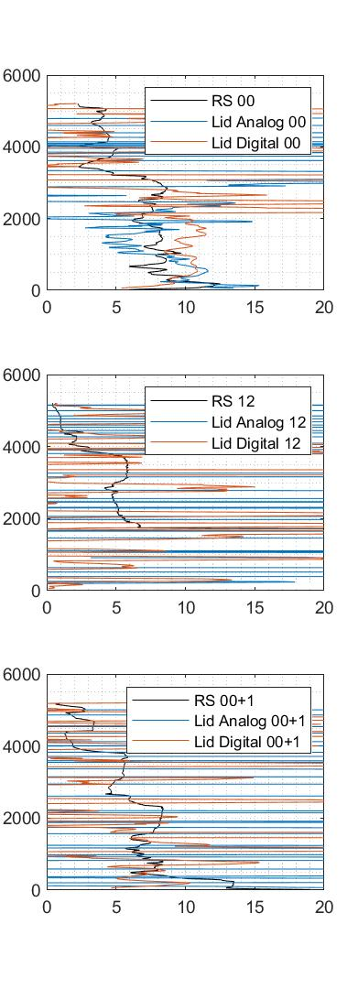 6000
4000
2000
0
RS 00
Lid Analog 00
Lid Digital 00
0 5 10 15 20
6000
4000
2000
0
RS 12
Lid Analog 12
Lid Digital 12
0 5 10 15 20
6000
4000
2000
0
RS 00+1
Lid Analog 00+1
Lid Digital 00+1
0 5 10 15 20